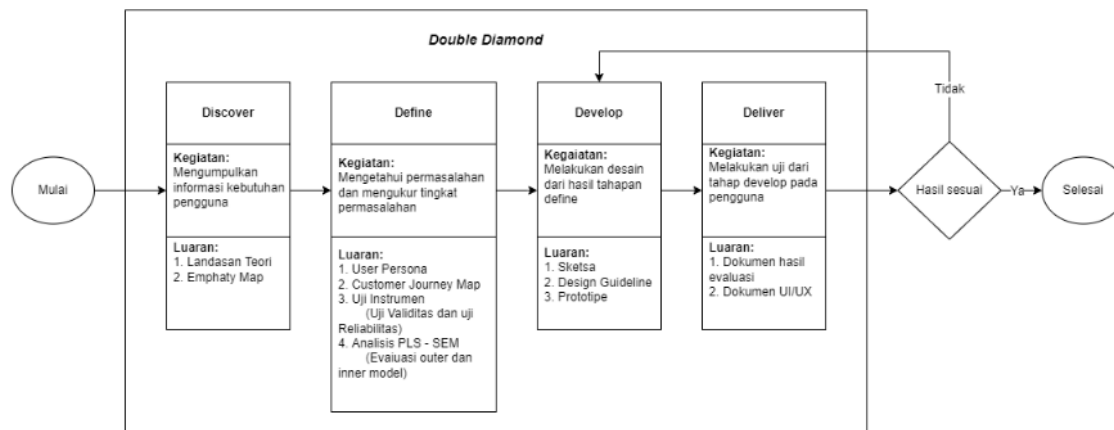 Double Diamond
Mulai
Discover
Kegiatan:
Mengumpulkan
informasi kebutuhan
pengguna
Luaran:
1. Landasan Teori
2. Emphaty Map
Define
Kegiatan:
Mengetahui permasalahan
dan mengukur tingkat
permasalahan
Luaran:
1. User Persona
2. Customer Journey Map
3. Uji Instrumen
(Uji Validitas dan uji
Reliabilitas)
4. Analisis PLS - SEM
(Evaiuasi outer dan
inner model)
Develop
Kegaiatan:
Melakukan desain
dari hasil tahapan
define
Luaran:
1. Sketsa
2. Design Guideline
3. Prototipe
Deliver
Kegiatan:
Melakukan uji dari
tahap develop pada
pengguna
Luaran:
1. Dokumen hasil
evaluasi
2. Dokumen UI/UX
Tidak
Hasil sesuai
Ya
Selesai